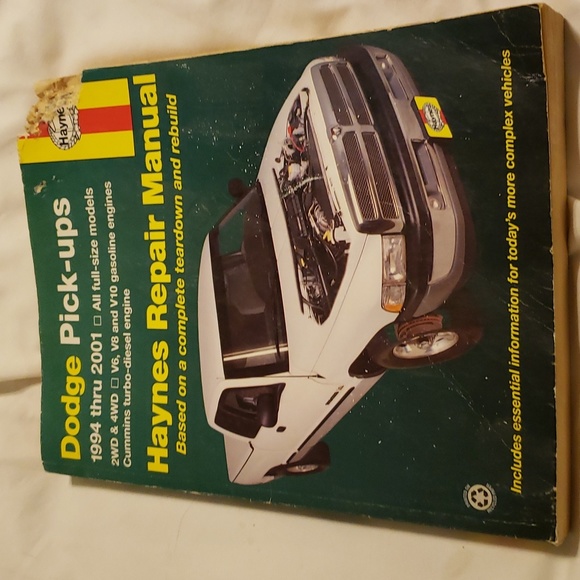 Haynes
Dodge Pick-ups
1994 thru 2001 □ All full-size models
2WD & 4WD □ V6, V8 and V10 gasoline engines
Cummins turbo-diesel engine
Haynes Repair Manual
Based on a complete teardown and rebuild
Haynes
Includes essential information for today's more complex vehicles